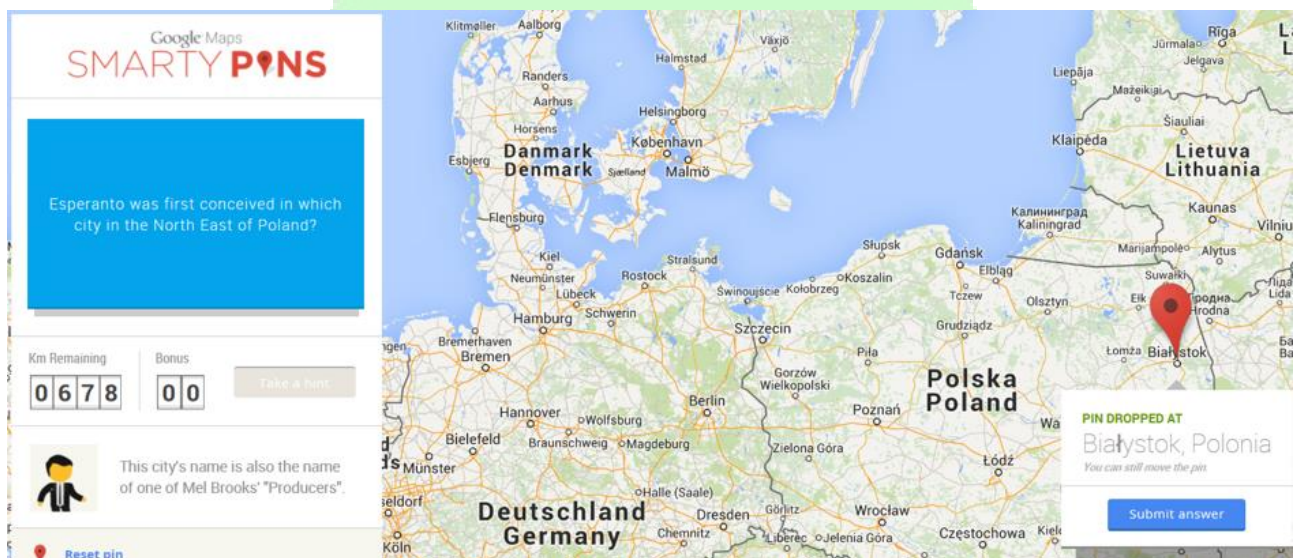 Google Maps
SMARTY PINS
Esperanto was first conceived in which
city in the North East of Poland?
Km Remaining
Bonus
0678
00
Take a hint
This city's name is also the name
of one of Mel Brooks' "Producers".
Reset pin
Klitmøller
Aalborg
Randers
Aarhus
Horsens
Esbjerg
Danmark
Denmark
Sjælland
København
Malmö
Helsingborg
Halmstad
Växjö
Flensburg
Kiel
Neumünster
Lübeck
Rostock
Stralsund
Schwerin
Hamburg
Bremerhaven
Bremen
Hannover
Wolfsburg
Braunschweig
Magdeburg
Bielefeld
Münster
Berlin
Halle (Saale)
Deutschland
Germany
Dresden
Chemnitz
Köln
Görlitz
Liberec
Jelenia Góra
Świnoujście
Kołobrzeg
Koszalin
Słupsk
Gdańsk
Elbląg
Tczew
Szczecin
Piła
Grudziądz
Olsztyn
Gorzów
Wielkopolski
Poznań
Zielona Góra
Polska
Poland
Łódź
Wrocław
Częstochowa
Ełk
Suwałki
Łomża
Białystok
Rīga
Jūrmala
Jelgava
Liepāja
Mažeikiai
Šiauliai
Klaipėda
Lietuva
Lithuania
Kaunas
Marijampolė
Alytus
Калининград
Kaliningrad
Hrodna
Lida
PIN DROPPED AT
Białystok, Polonia
You can still move the pin.
Submit answer